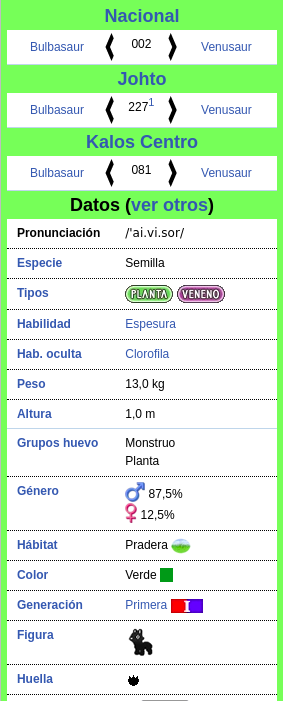 Nacional
Bulbasaur 002 Venusaur
Johto
Bulbasaur 227¹ Venusaur
Kalos Centro
Bulbasaur 081 Venusaur
Datos (ver otros)
Pronunciación /'ai.vi.sor/
Especie Semilla
Tipos PLANTA VENENO
Habilidad Espesura
Hab. oculta Clorofila
Peso 13,0 kg
Altura 1,0 m
Grupos huevo Monstruo
Planta
Género ♂ 87,5%
♀ 12,5%
Hábitat Pradera
Color Verde
Generación Primera I
Figura
Huella